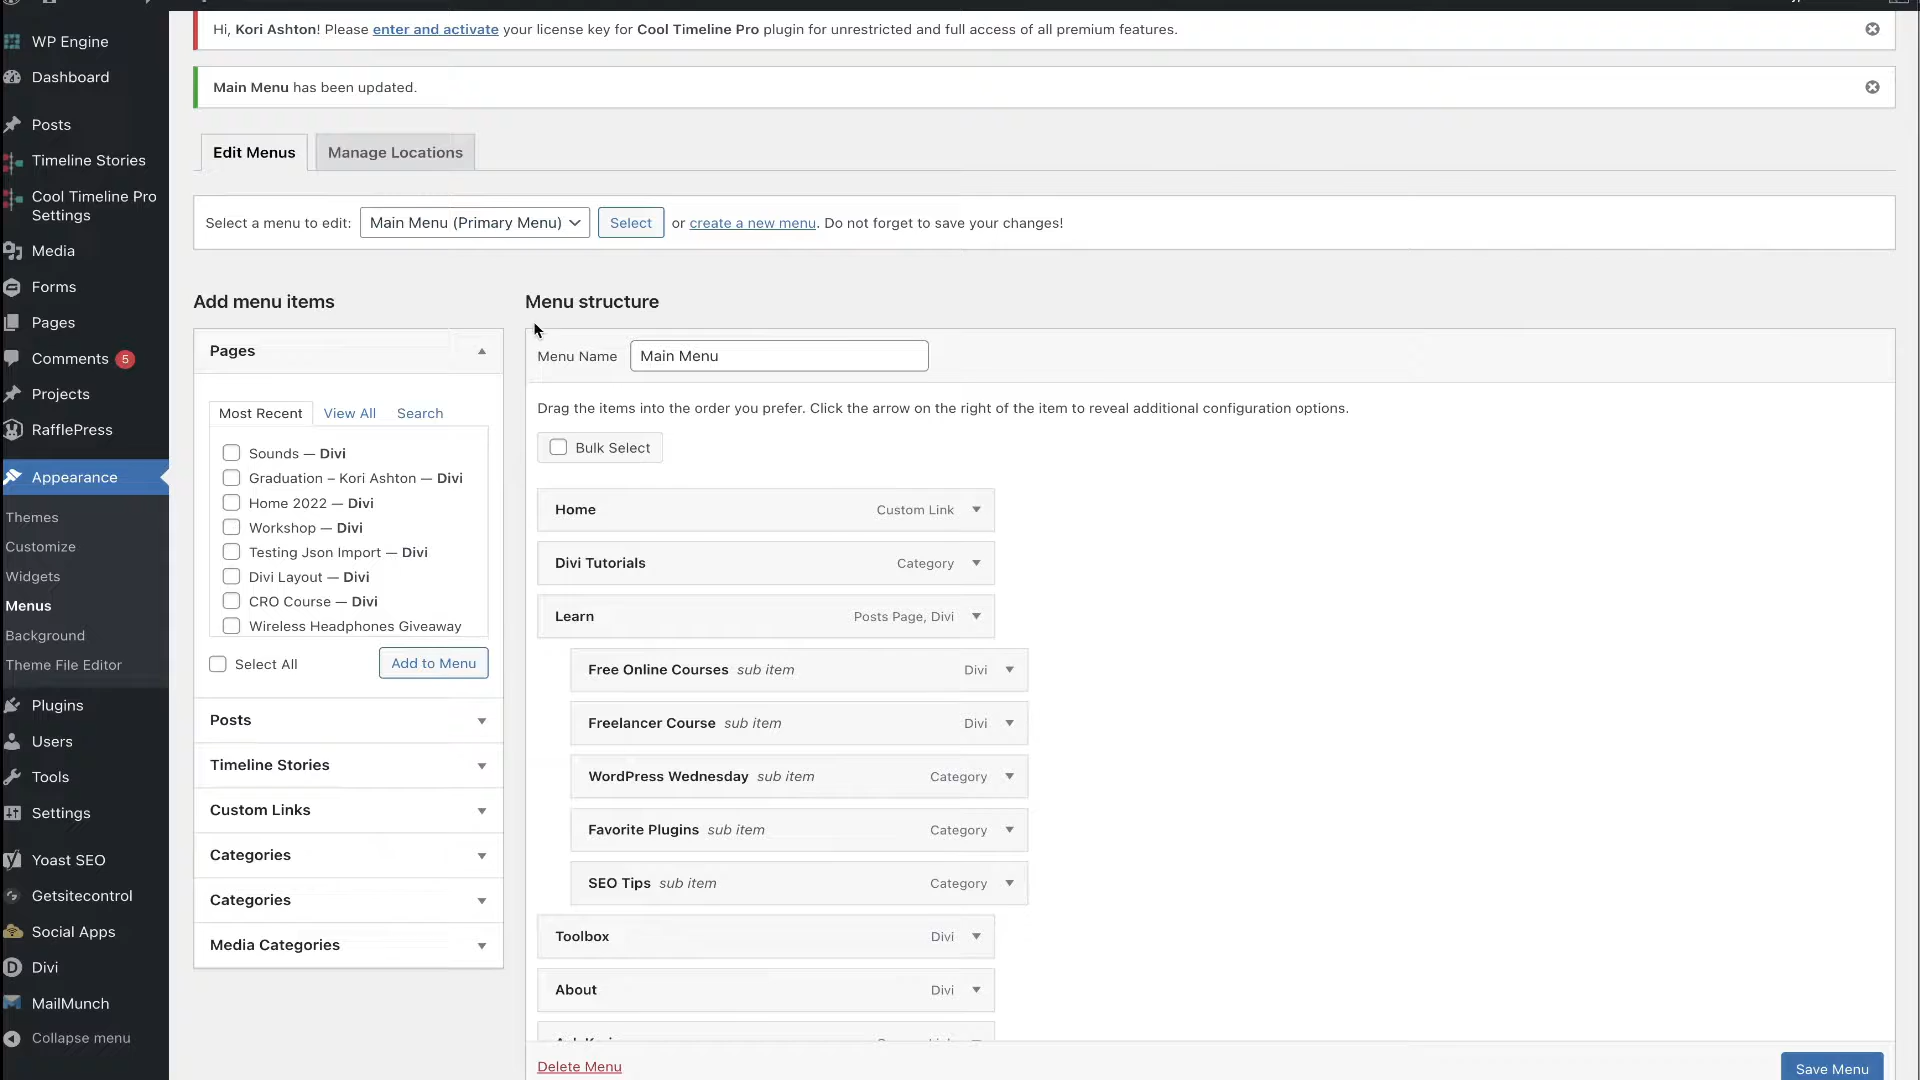 Hi, Kori Ashton! Please enter and activate your license key for Cool Timeline Pro plugin for unrestricted and full access of all premium features.
Main Menu has been updated.
Edit Menus
Manage Locations
Select a menu to edit: Main Menu (Primary Menu) Select or create a new menu. Do not forget to save your changes!
WP Engine
Dashboard
Posts
Timeline Stories
Cool Timeline Pro
Settings
Media
Forms
Pages
Comments 5
Projects
RafflePress
Appearance
Themes
Customize
Widgets
Menus
Background
Theme File Editor
Plugins
Users
Tools
Settings
Yoast SEO
Getsitecontrol
Social Apps
Divi
MailMunch
Collapse menu
Add menu items
Pages
Most Recent
View All
Search
Sounds — Divi
Graduation – Kori Ashton — Divi
Home 2022 — Divi
Workshop — Divi
Testing Json Import — Divi
Divi Layout — Divi
CRO Course — Divi
Wireless Headphones Giveaway
Select All
Add to Menu
Posts
Timeline Stories
Custom Links
Categories
Categories
Media Categories
Menu structure
Menu Name Main Menu
Drag the items into the order you prefer. Click the arrow on the right of the item to reveal additional configuration options.
Bulk Select
Home Custom Link
Divi Tutorials Category
Learn Posts Page, Divi
Free Online Courses sub item Divi
Freelancer Course sub item Divi
WordPress Wednesday sub item Category
Favorite Plugins sub item Category
SEO Tips sub item Category
Toolbox Divi
About Divi
Delete Menu
Save Menu